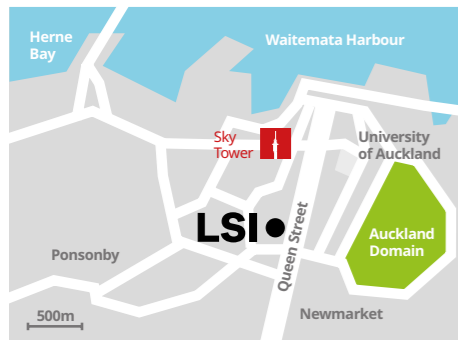 Herne
Bay
Waitemata Harbour
Sky
Tower
University
of Auckland
LSI
Queen Street
Auckland
Domain
Ponsonby
Newmarket
500m